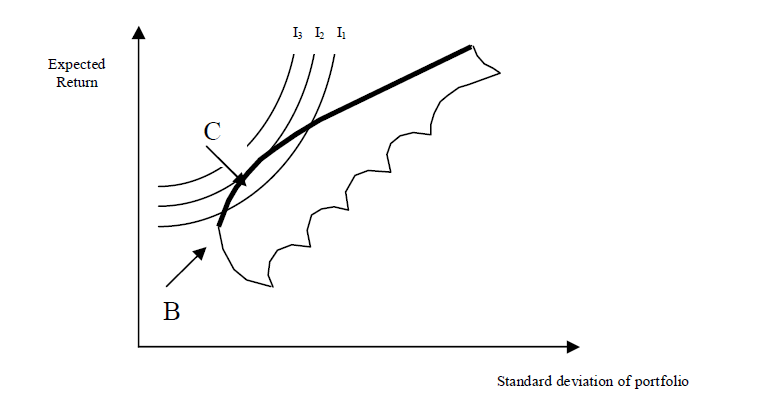 I3 I2 I1
Expected
Return
C
B
Standard deviation of portfolio